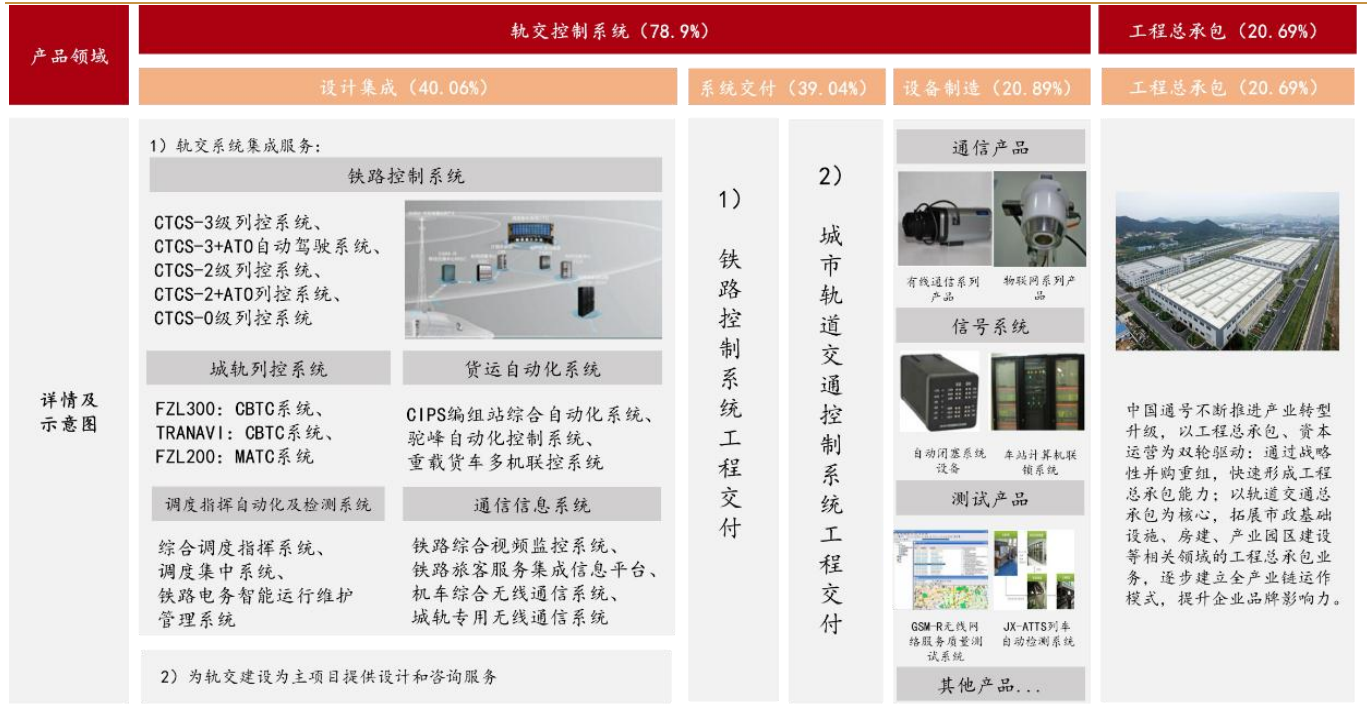 产品领域
轨交控制系统（78.9%）
工程总承包（20.69%）
设计集成（40.06%）
系统交付（39.04%）
设备制造（20.89%）
工程总承包（20.69%）
详情及
示意图
1）轨交系统集成服务：
铁路控制系统
CTCS-3级列控系统、
CTCS-3+ATO自动驾驶系统、
CTCS-2级列控系统、
CTCS-2+ATO列控系统、
CTCS-0级列控系统
城轨列控系统
FZL300：CBTC系统、
TRANAVI：CBTC系统、
FZL200：MATC系统
货运自动化系统
CIPS编组站综合自动化系统、
驼峰自动化控制系统、
重载货车多机联控系统
调度指挥自动化及检测系统
综合调度指挥系统、
调度集中系统、
铁路电务智能运行维护
管理系统
通信信息系统
铁路综合视频监控系统、
铁路旅客服务集成信息平台、
机车综合无线通信系统、
城轨专用无线通信系统
2）为轨交建设为主项目提供设计和咨询服务
1）铁路控制系统工程交付
2）城市轨道交通控制系统工程交付
通信产品
有线通信系列
产品
物联网系列产
品
信号系统
自动闭塞系统
设备
车站计算机联
锁系统
测试产品
GSM-R无线网
络服务质量测
试系统
JX-ATTS列车
自动检测系统
其他产品...
中国通号不断推进产业转型
升级，以工程总承包、资本
运营为双轮驱动：通过战略
性并购重组，快速形成工程
总承包能力；以轨道交通总
承包为核心，拓展市政基础
设施、房建、产业园区建设
等相关领域的工程总承包业
务，逐步建立全产业链运作
模式，提升企业品牌影响力。